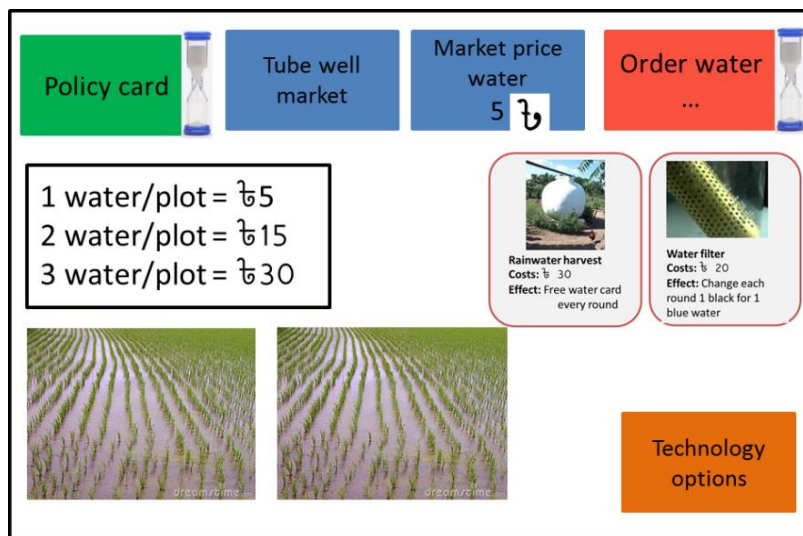 Policy card
Tube well
market
Market price
water
5 ৳
Order water
...
1 water/plot = ৳5
2 water/plot = ৳15
3 water/plot = ৳30
Rainwater harvest
Costs: ৳ 30
Effect: Free water card
every round
Water filter
Costs: ৳ 20
Effect: Change each
round 1 black for 1
blue water
dreamstime
dreamstime
Technology
options